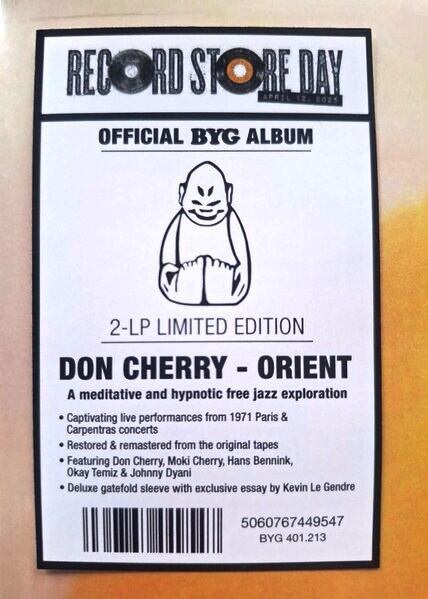 RECORD STORE DAY
APRIL 12, 2025
OFFICIAL BYG ALBUM
2-LP LIMITED EDITION
DON CHERRY - ORIENT
A meditative and hypnotic free jazz exploration
• Captivating live performances from 1971 Paris &
Carpentras concerts
• Restored & remastered from the original tapes
• Featuring Don Cherry, Moki Cherry, Hans Bennink,
Okay Temiz & Johnny Dyani
• Deluxe gatefold sleeve with exclusive essay by Kevin Le Gendre
5060767449547
BYG 401.213